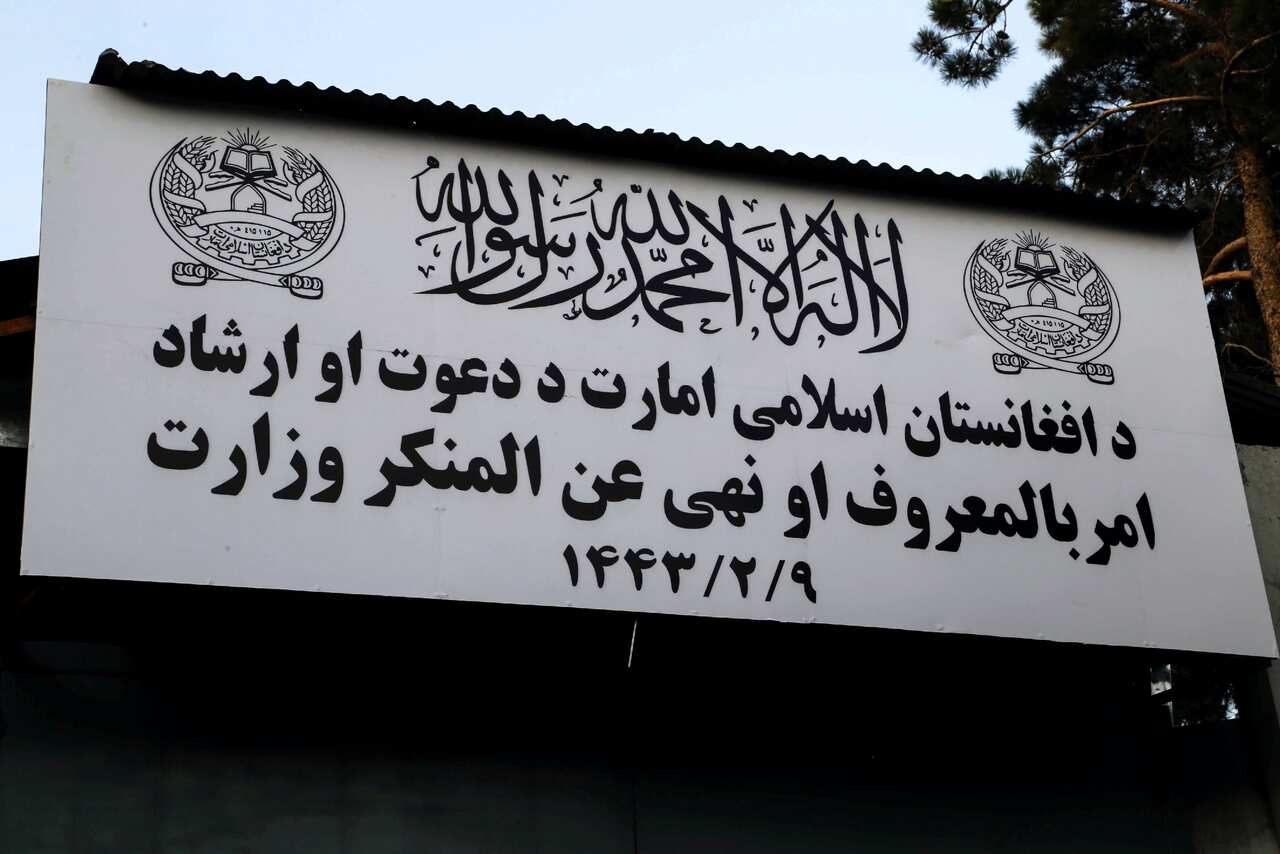 لا اله الا الله محمد رسول الله
د افغانستان اسلامی امارت د دعوت او ارشاد
امر بالمعروف او نهی عن المنکر وزارت
۱۴۴۳/۲/۹